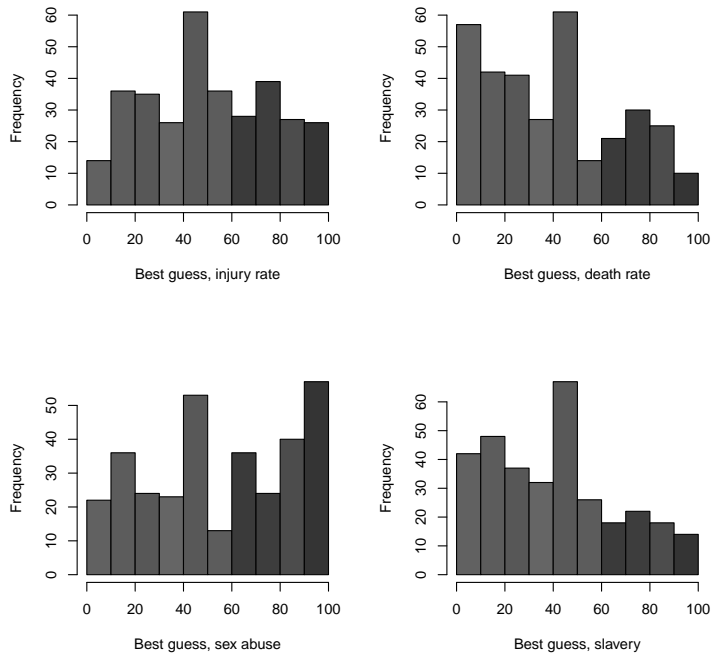 Frequency
0 10 20 30 40 50 60
0 20 40 60 80 100
Best guess, injury rate
Frequency
0 10 20 30 40 50 60
0 20 40 60 80 100
Best guess, death rate
Frequency
0 10 20 30 40 50
0 20 40 60 80 100
Best guess, sex abuse
Frequency
0 10 20 30 40 50 60
0 20 40 60 80 100
Best guess, slavery